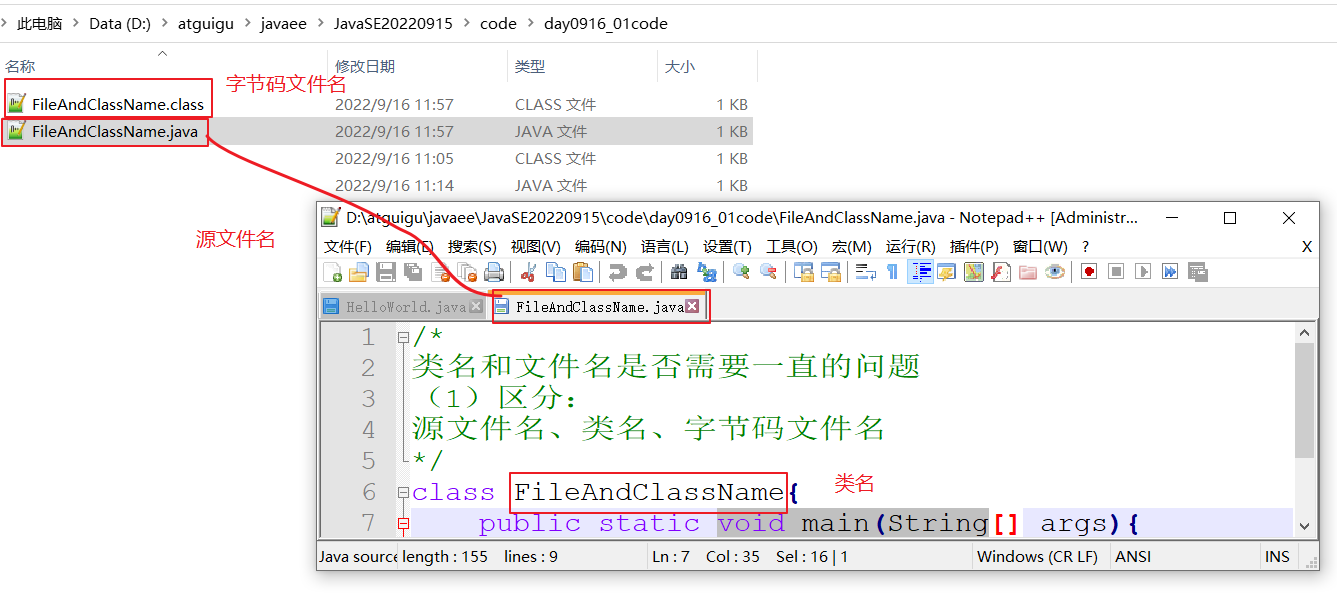 此电脑 > Data (D:) > atguigu > javaee > JavaSE20220915 > code > day0916_01code
名称 修改日期 类型 大小
字节码文件名
FileAndClassName.class 2022/9/16 11:57 CLASS 文件 1 KB
FileAndClassName.java 2022/9/16 11:57 JAVA 文件 1 KB
2022/9/16 11:05 CLASS 文件 1 KB
2022/9/16 11:14 JAVA 文件 1 KB
源文件名
D:\atguigu\javaee\JavaSE20220915\code\day0916_01code\FileAndClassName.java - Notepad++ [Administr...
文件(F) 编辑(E) 搜索(S) 视图(V) 编码(N) 语言(L) 设置(T) 工具(O) 宏(M) 运行(R) 插件(P) 窗口(W) ? X
HelloWorld.java FileAndClassName.java
1 /*
2 类名和文件名是否需要一直的问题
3 （1）区分：
4 源文件名、类名、字节码文件名
5 */
6 class FileAndClassName{ 类名
7 public static void main(String[] args){
Java source length : 155 lines : 9 Ln : 7 Col : 35 Sel : 16 | 1 Windows (CR LF) ANSI INS